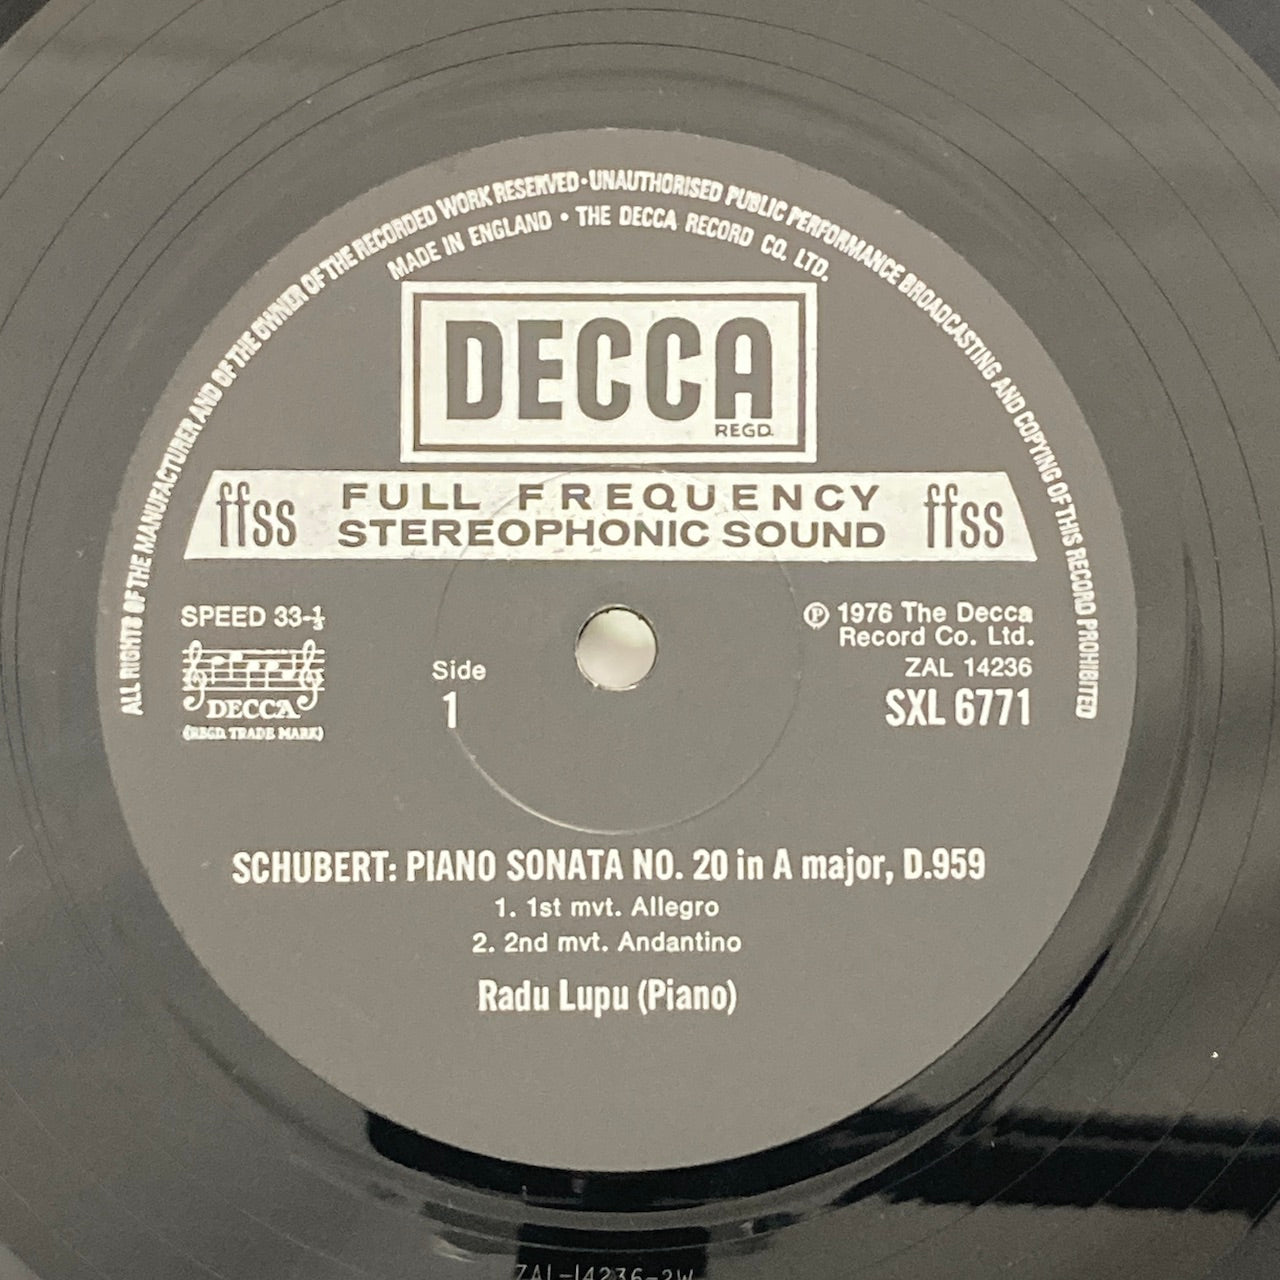 ALL RIGHTS OF THE MANUFACTURER AND OF THE OWNER OF THE RECORDED WORK RESERVED · UNAUTHORISED PUBLIC PERFORMANCE BROADCASTING AND COPYING OF THIS RECORD PROHIBITED
MADE IN ENGLAND • THE DECCA RECORD CO. LTD.
DECCA
REGD.
ffss FULL FREQUENCY ffss
STEREOPHONIC SOUND
SPEED 33-⅓
DECCA
(REGD. TRADE MARK)
Side
1
℗ 1976 The Decca
Record Co. Ltd.
ZAL 14236
SXL 6771
SCHUBERT: PIANO SONATA NO. 20 in A major, D.959
1. 1st mvt. Allegro
2. 2nd mvt. Andantino
Radu Lupu (Piano)
ZAL-14236-2W